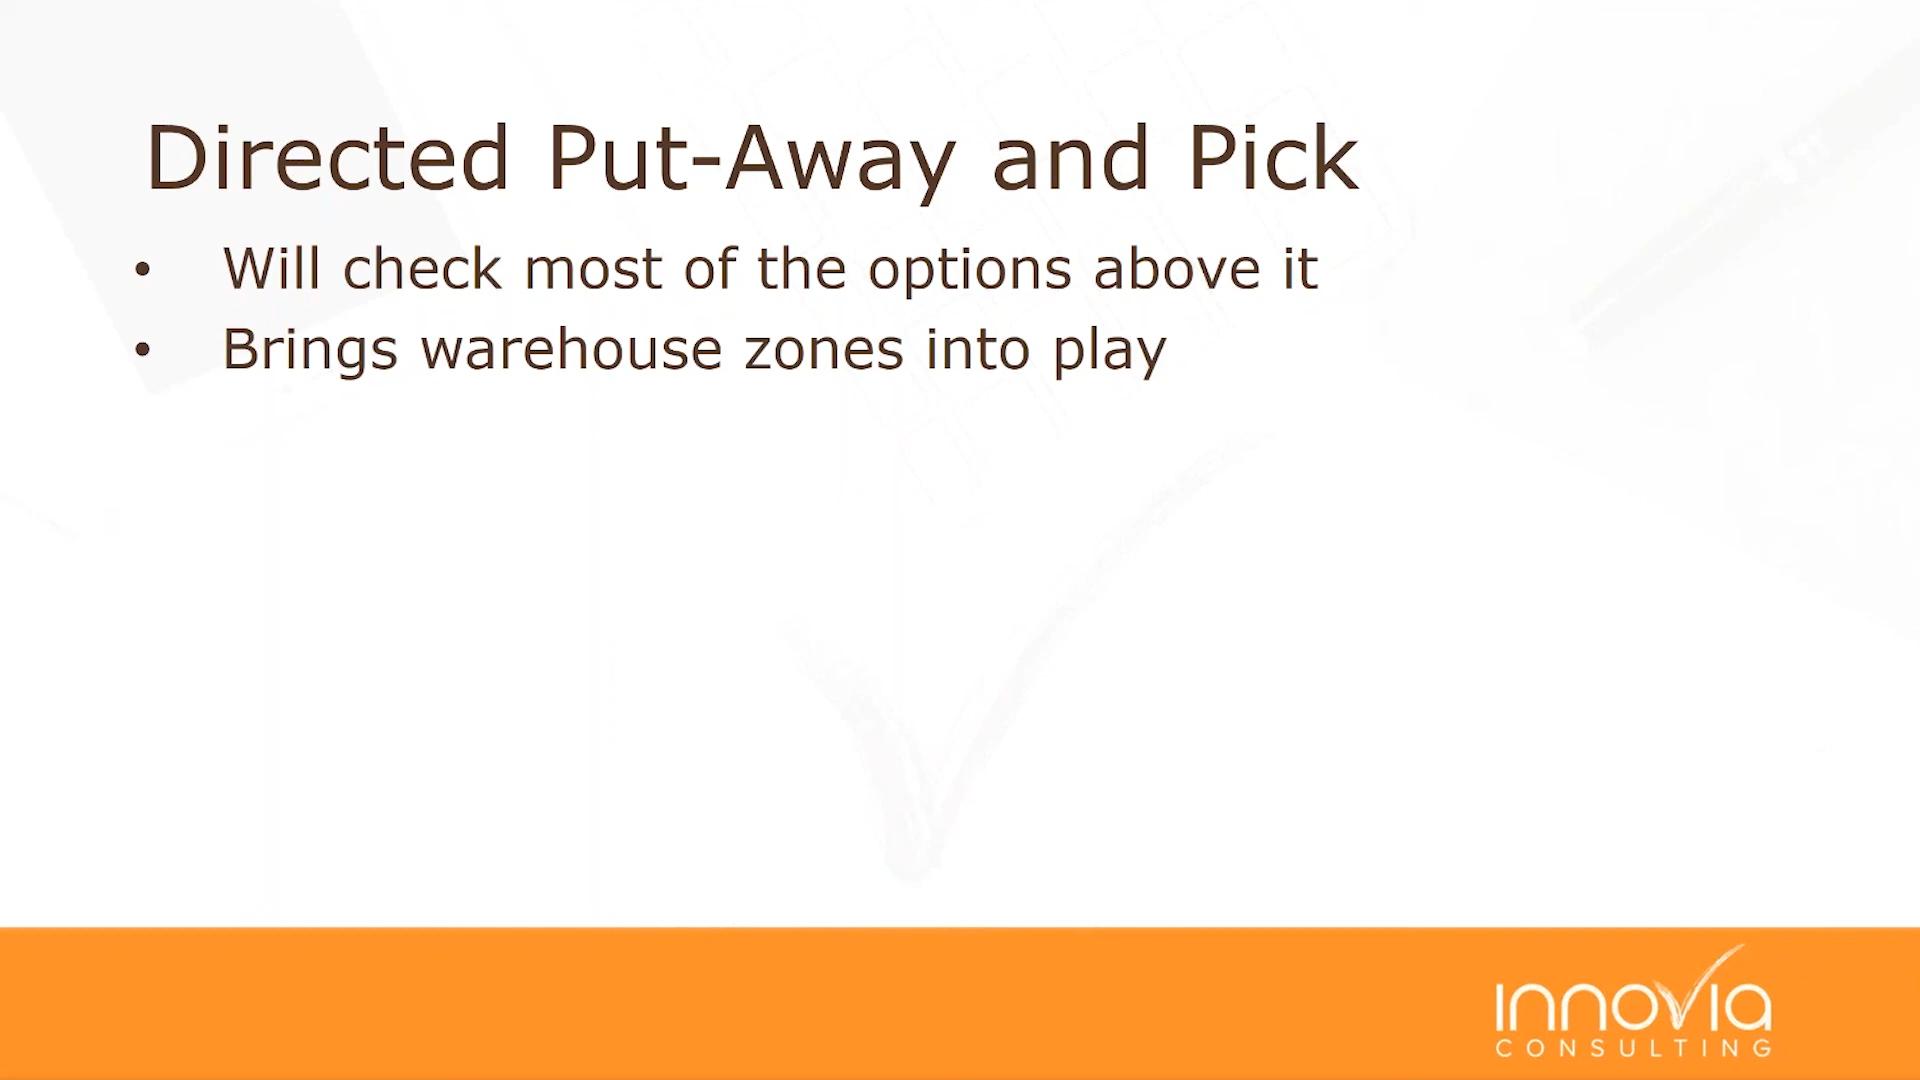 Directed Put-Away and Pick
• Will check most of the options above it
• Brings warehouse zones into play
innovia
CONSULTING